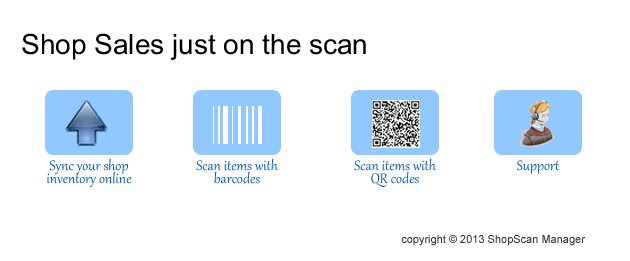 Shop Sales just on the scan
Sync your shop
inventory online
Scan items with
barcodes
Scan items with
QR codes
Support
copyright © 2013 ShopScan Manager